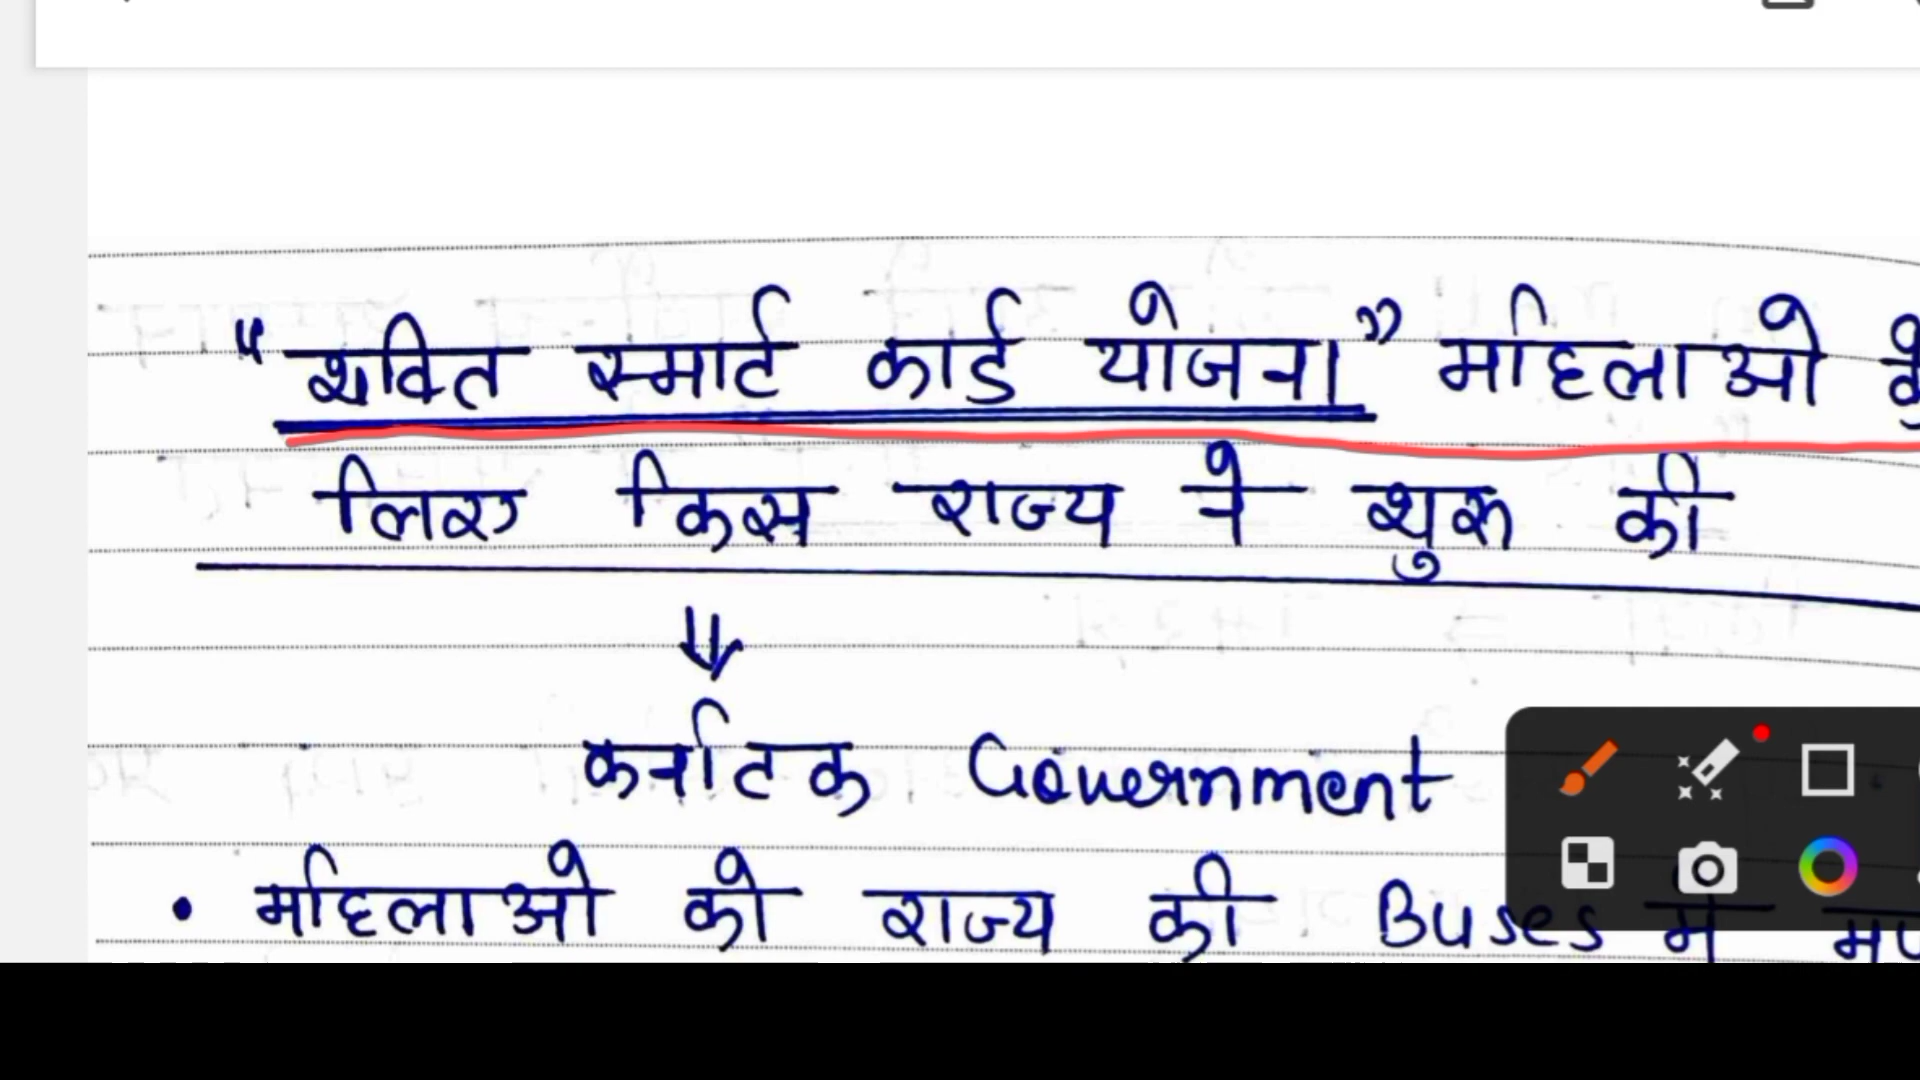 "शक्ति स्मार्ट कार्ड योजना" महिलाओ के
लिए किस राज्य ने शुरू की
कर्नाटक Government
• महिलाओ को राज्य की Buses में